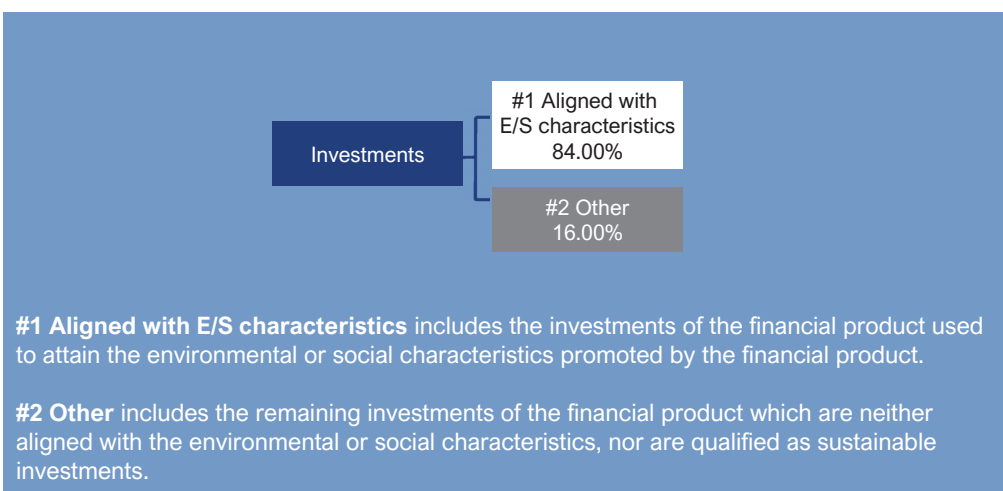 #1 Aligned with
E/S characteristics
84.00%
Investments
#2 Other
16.00%
#1 Aligned with E/S characteristics includes the investments of the financial product used
to attain the environmental or social characteristics promoted by the financial product.
#2 Other includes the remaining investments of the financial product which are neither
aligned with the environmental or social characteristics, nor are qualified as sustainable
investments.